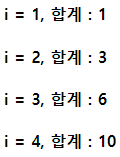 i = 1, 합계 : 1
i = 2, 합계 : 3
i = 3, 합계 : 6
i = 4, 합계 : 10